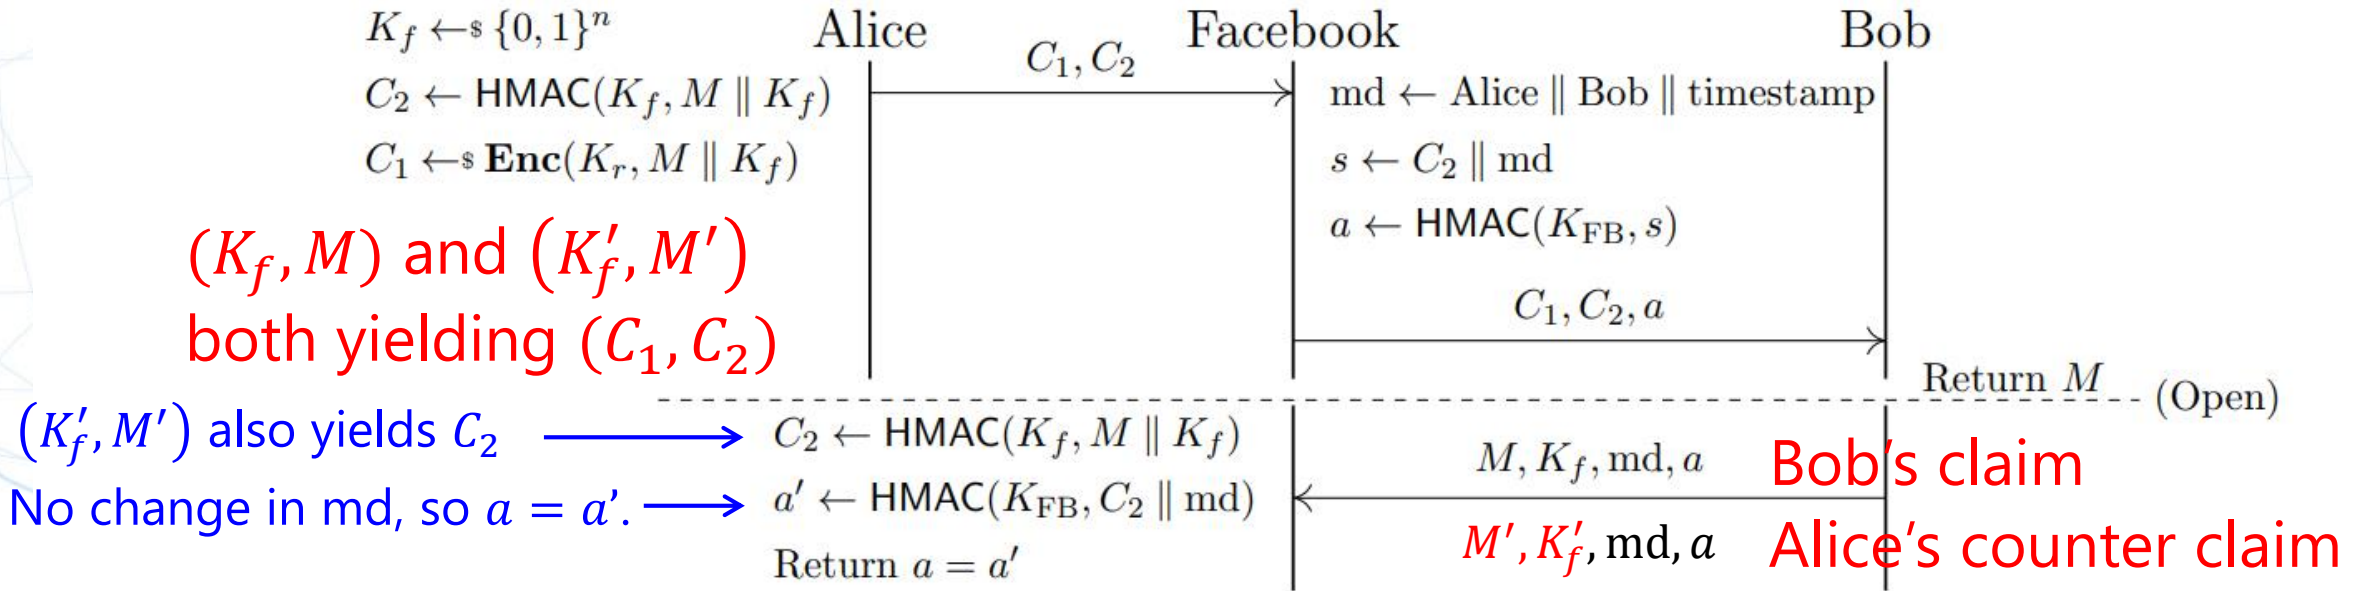 K_f ←$ {0, 1}^n
C_2 ← HMAC(K_f, M ∥ K_f)
C_1 ←$ Enc(K_r, M ∥ K_f)
Alice
C_1, C_2
Facebook
Bob
md ← Alice ∥ Bob ∥ timestamp
s ← C_2 ∥ md
a ← HMAC(K_FB, s)
C_1, C_2, a
(K_f, M) and (K_f′, M′)
both yielding (C_1, C_2)
Return M
(Open)
(K_f′, M′) also yields C_2
C_2 ← HMAC(K_f, M ∥ K_f)
M, K_f, md, a
Bob's claim
No change in md, so a = a’.
a′ ← HMAC(K_FB, C_2 ∥ md)
M′, K_f′, md, a
Alice's counter claim
Return a = a′